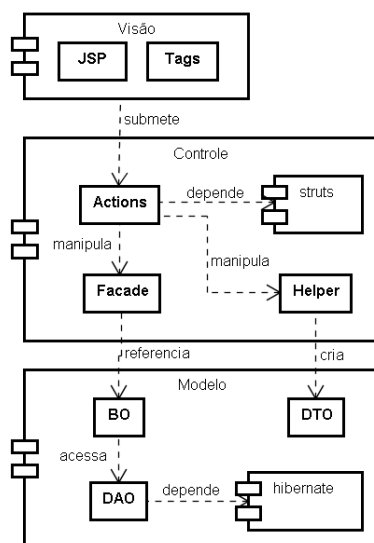 Visão
JSP Tags
submete
Controle
Actions depende struts
manipula manipula
Facade Helper
referencia cria
Modelo
BO DTO
acessa
DAO depende hibernate